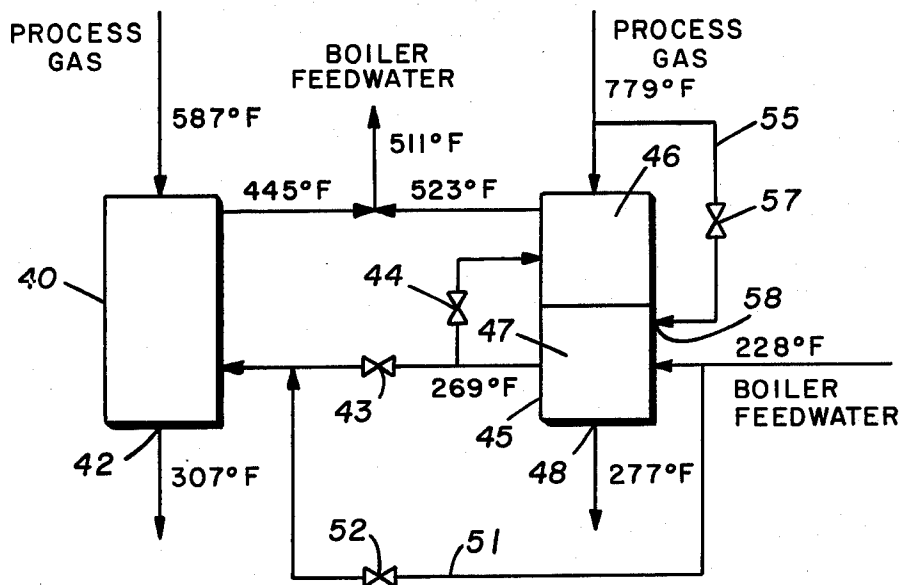 PROCESS
GAS
587°F
BOILER
FEEDWATER
511°F
PROCESS
GAS
779°F
55
445°F
523°F
46
57
40
44
47
58
228°F
BOILER
FEEDWATER
43
269°F
45
42
307°F
48
277°F
52
51